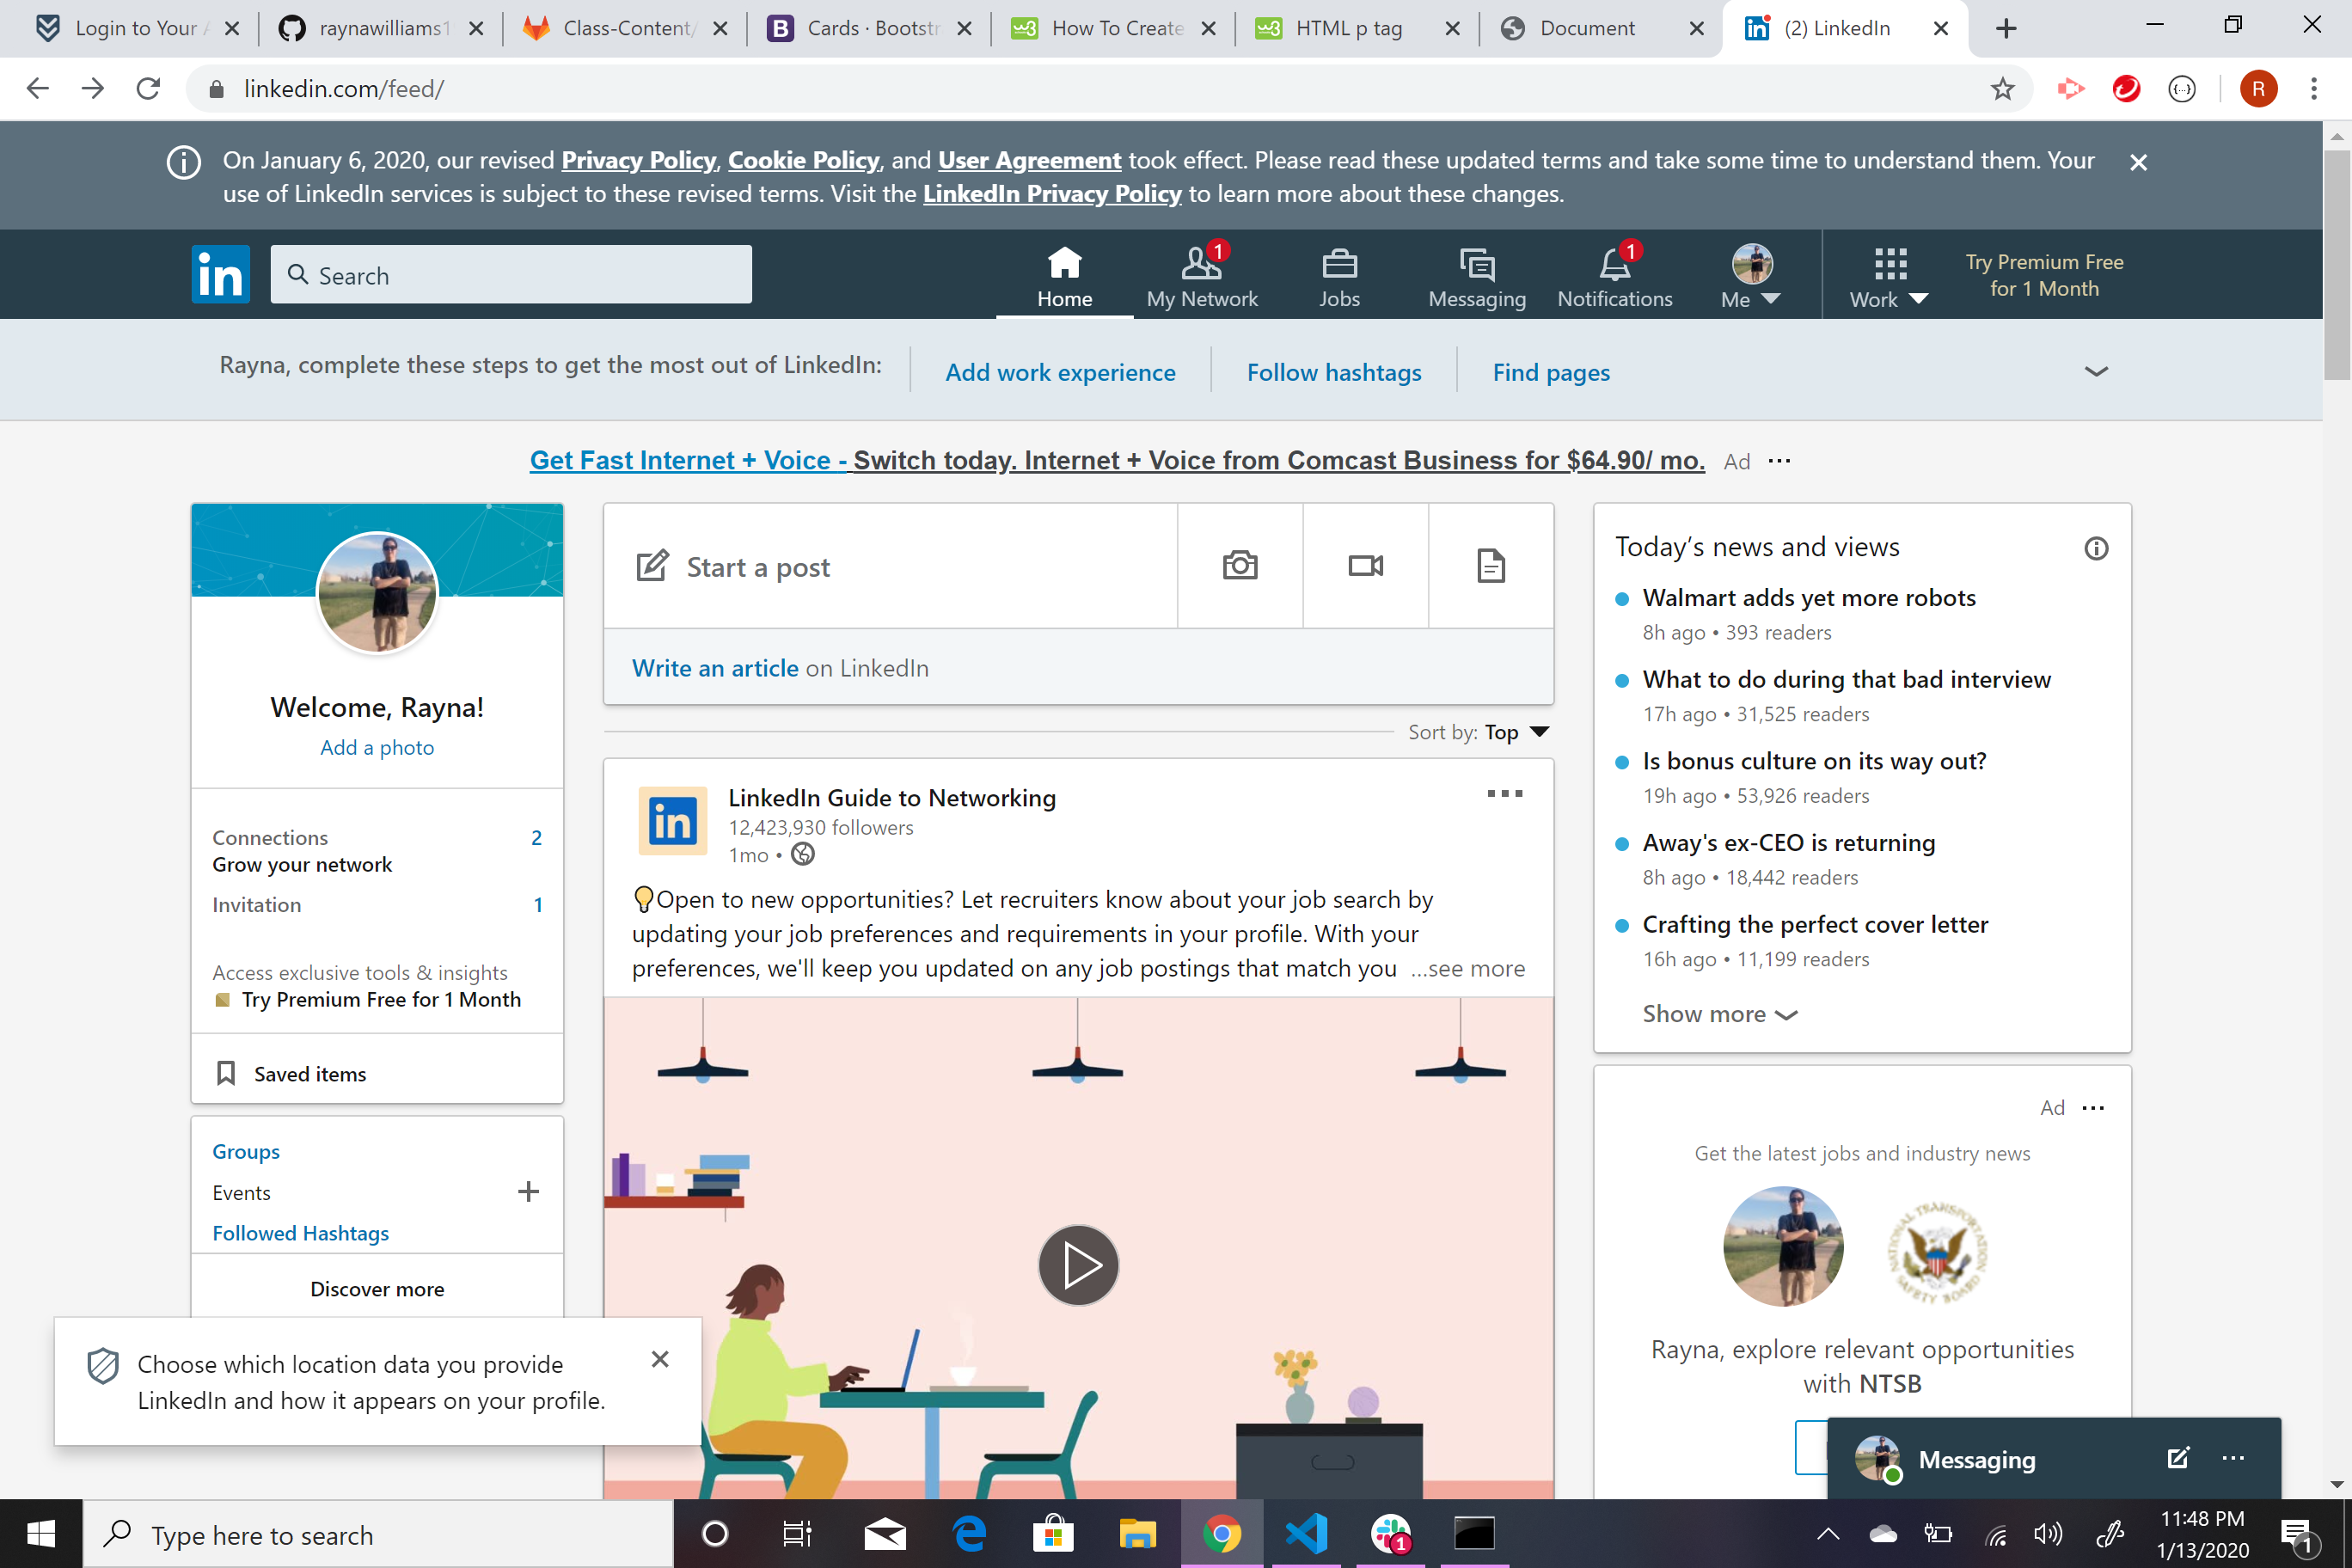 Login to Your A
raynawilliams1
Class-Content/
Cards · Bootstr
How To Create
HTML p tag
Document
(2) LinkedIn
linkedin.com/feed/
R
On January 6, 2020, our revised Privacy Policy, Cookie Policy, and User Agreement took effect. Please read these updated terms and take some time to understand them. Your
use of LinkedIn services is subject to these revised terms. Visit the LinkedIn Privacy Policy to learn more about these changes.
in
Search
Home
1
My Network
Jobs
Messaging
1
Notifications
Me
Work
Try Premium Free
for 1 Month
Rayna, complete these steps to get the most out of LinkedIn:
Add work experience
Follow hashtags
Find pages
Get Fast Internet + Voice - Switch today. Internet + Voice from Comcast Business for $64.90/ mo. Ad
Welcome, Rayna!
Add a photo
Connections 2
Grow your network
Invitation 1
Access exclusive tools & insights
Try Premium Free for 1 Month
Saved items
Groups
Events
Followed Hashtags
Discover more
Choose which location data you provide
LinkedIn and how it appears on your profile.
Start a post
Write an article on LinkedIn
Sort by: Top
in
LinkedIn Guide to Networking
12,423,930 followers
1mo •
Open to new opportunities? Let recruiters know about your job search by
updating your job preferences and requirements in your profile. With your
preferences, we'll keep you updated on any job postings that match you ...see more
Today's news and views
Walmart adds yet more robots
8h ago • 393 readers
What to do during that bad interview
17h ago • 31,525 readers
Is bonus culture on its way out?
19h ago • 53,926 readers
Away's ex-CEO is returning
8h ago • 18,442 readers
Crafting the perfect cover letter
16h ago • 11,199 readers
Show more
Ad
Get the latest jobs and industry news
NATIONAL TRANSPORTATION
SAFETY BOARD
Rayna, explore relevant opportunities
with NTSB
Messaging
Type here to search
1
11:48 PM
1/13/2020
1